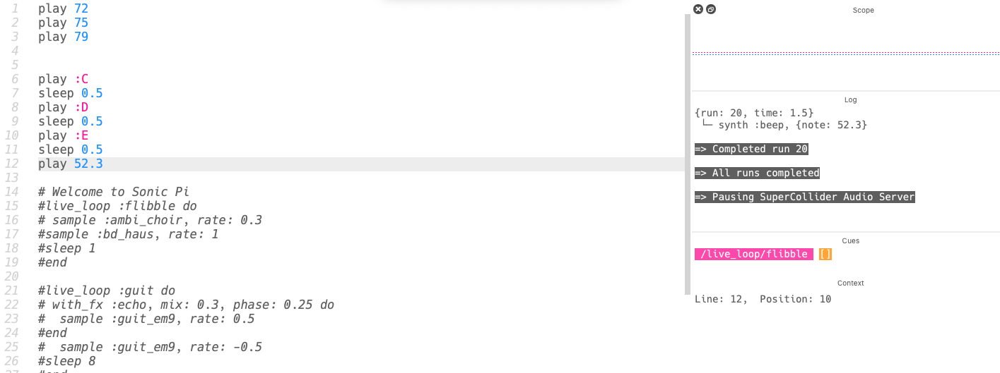 1 play 72
2 play 75
3 play 79
4
5
6 play :C
7 sleep 0.5
8 play :D
9 sleep 0.5
10 play :E
11 sleep 0.5
12 play 52.3
13
14 # Welcome to Sonic Pi
15 #live_loop :flibble do
16 # sample :ambi_choir, rate: 0.3
17 #sample :bd_haus, rate: 1
18 #sleep 1
19 #end
20
21 #live_loop :guit do
22 # with_fx :echo, mix: 0.3, phase: 0.25 do
23 #  sample :guit_em9, rate: 0.5
24 #end
25 #  sample :guit_em9, rate: -0.5
26 #sleep 8
27 #end
Scope
Log
{run: 20, time: 1.5}
└─ synth :beep, {note: 52.3}
=> Completed run 20
=> All runs completed
=> Pausing SuperCollider Audio Server
Cues
/live_loop/flibble []
Context
Line: 12,  Position: 10